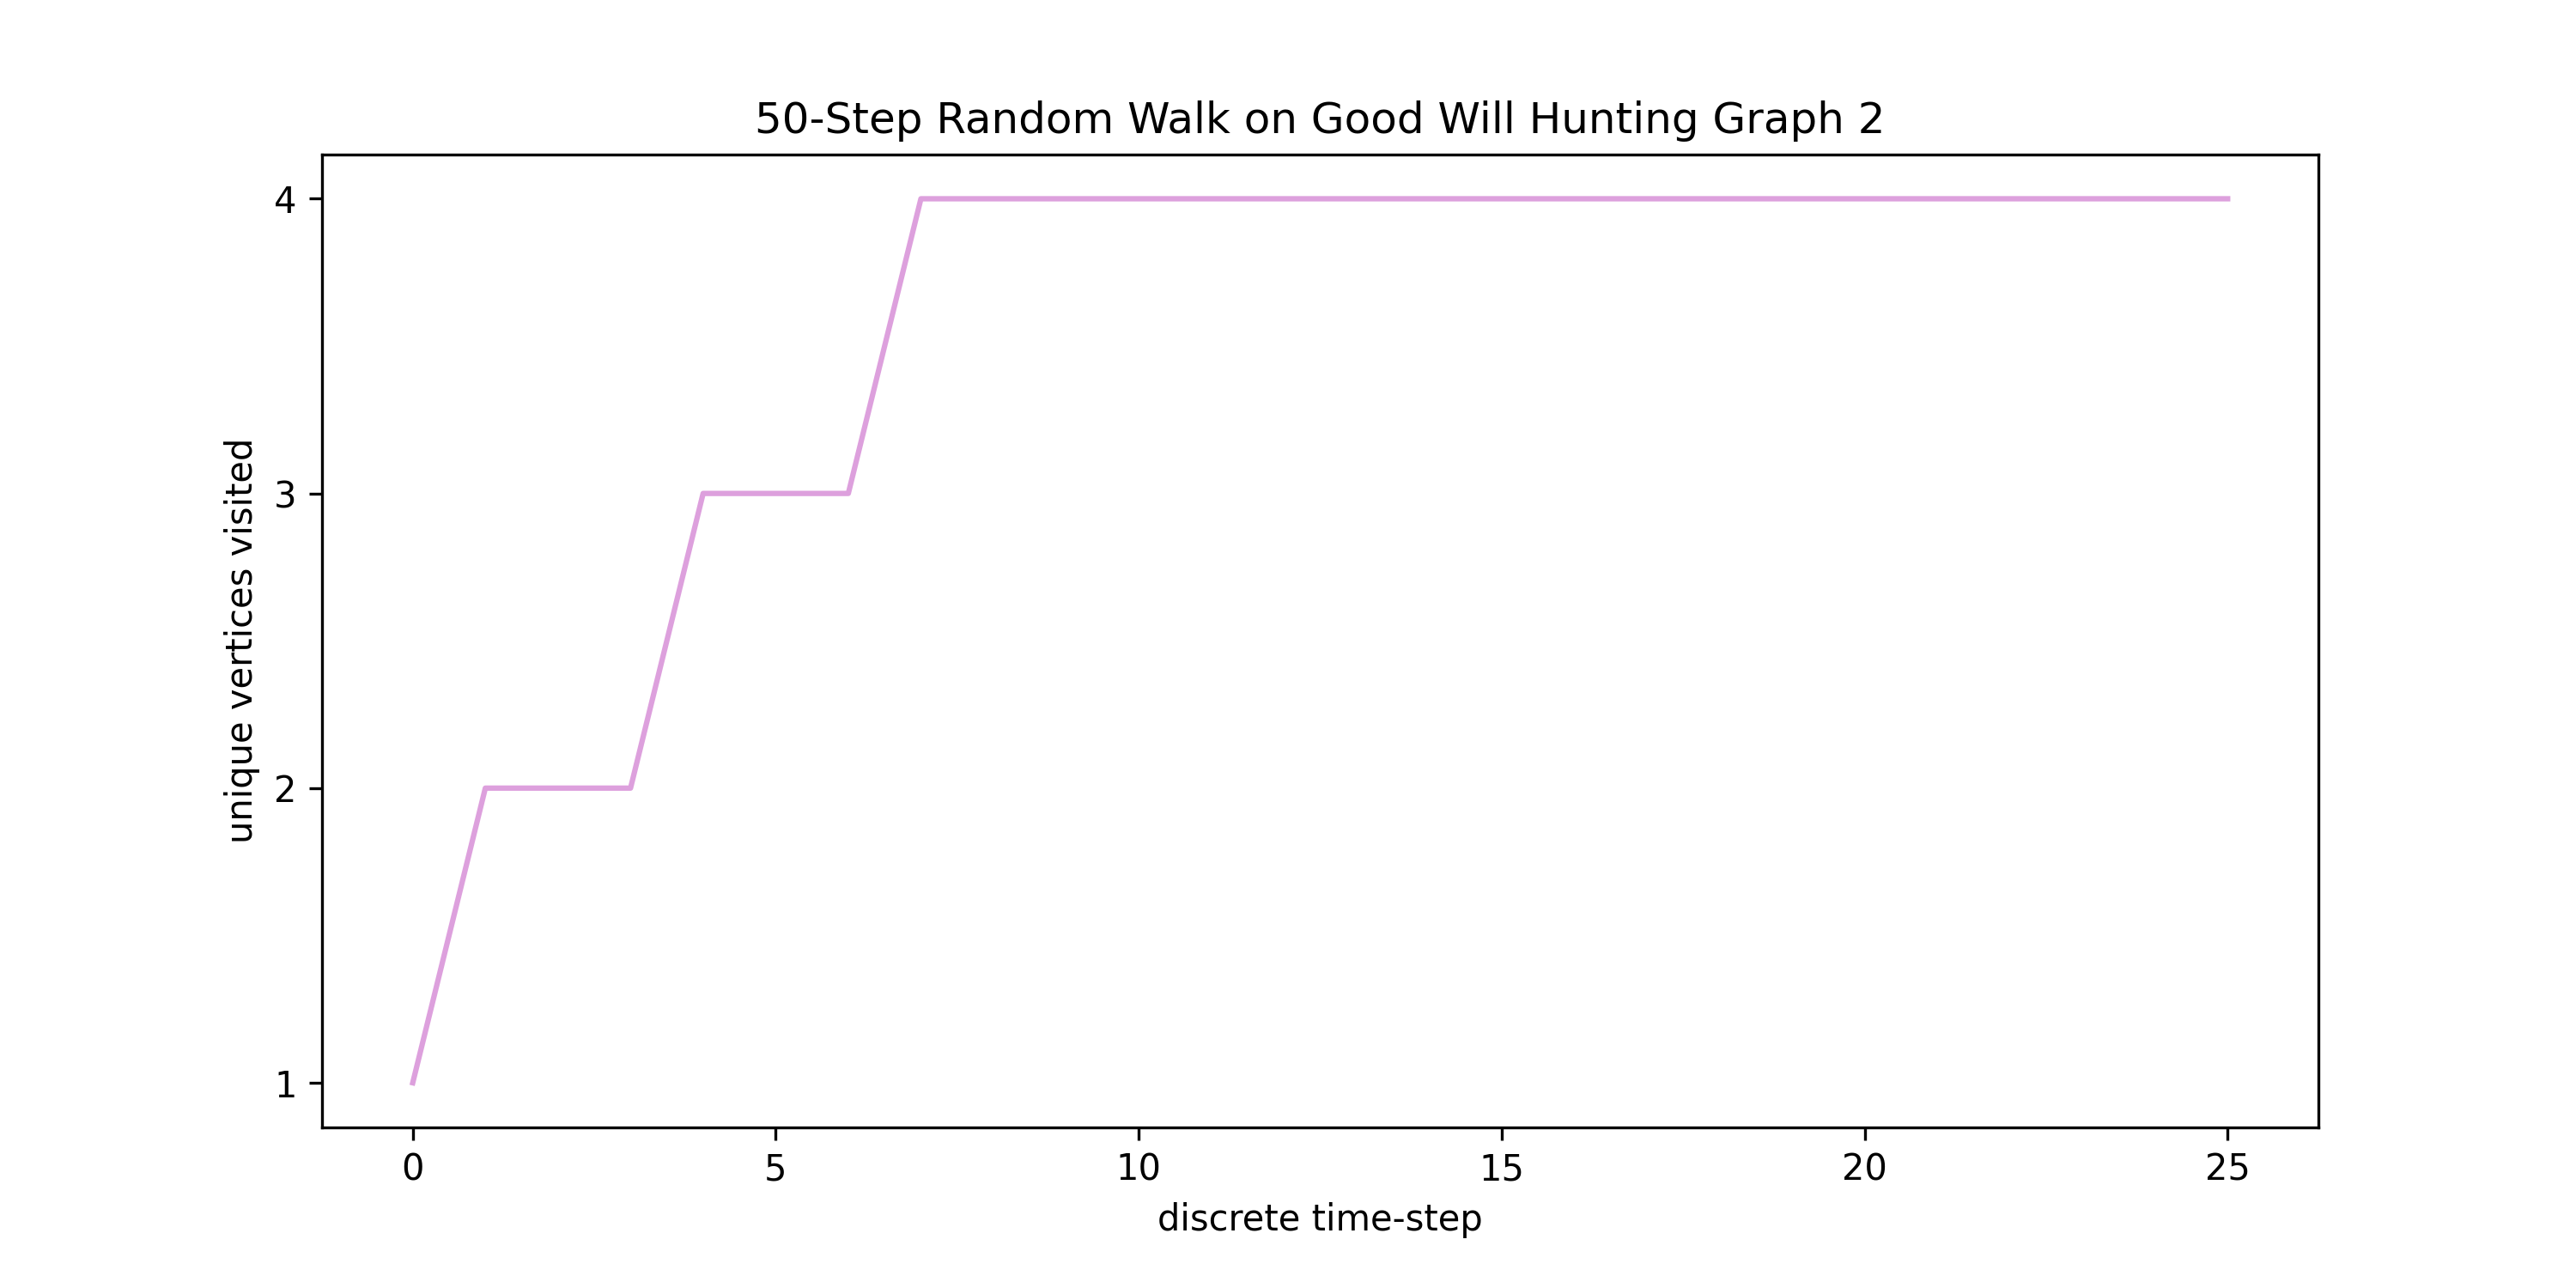 50-Step Random Walk on Good Will Hunting Graph 2
unique vertices visited
4
3
2
1
0 5 10 15 20 25
discrete time-step